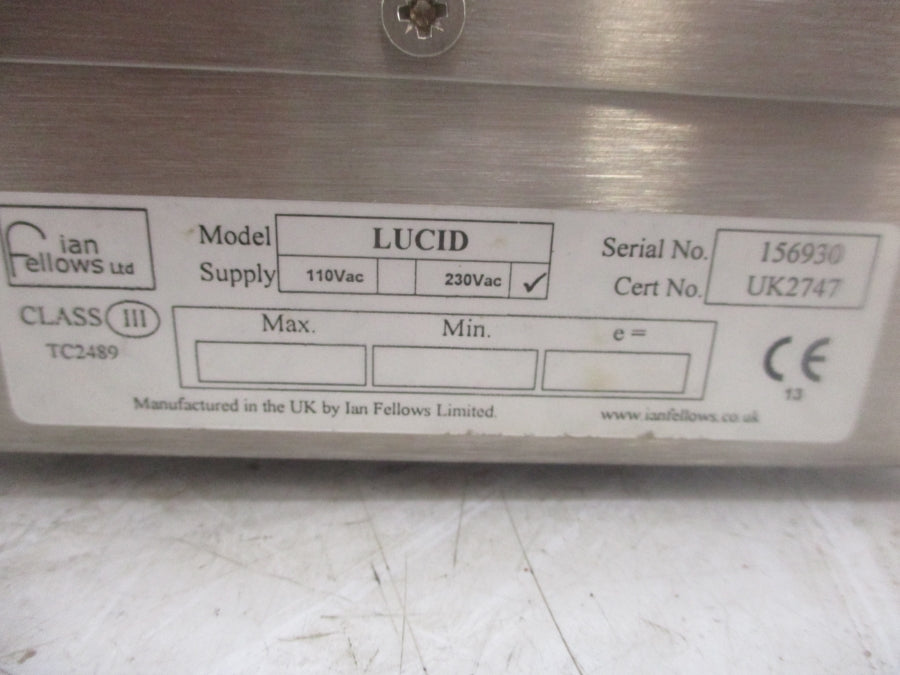 ian
fellows Ltd
Model LUCID
Supply 110Vac 230Vac ✓
Serial No. 156930
Cert No. UK2747
CLASS III
TC2489
Max. Min. e =
CE
13
Manufactured in the UK by Ian Fellows Limited.
www.ianfellows.co.uk